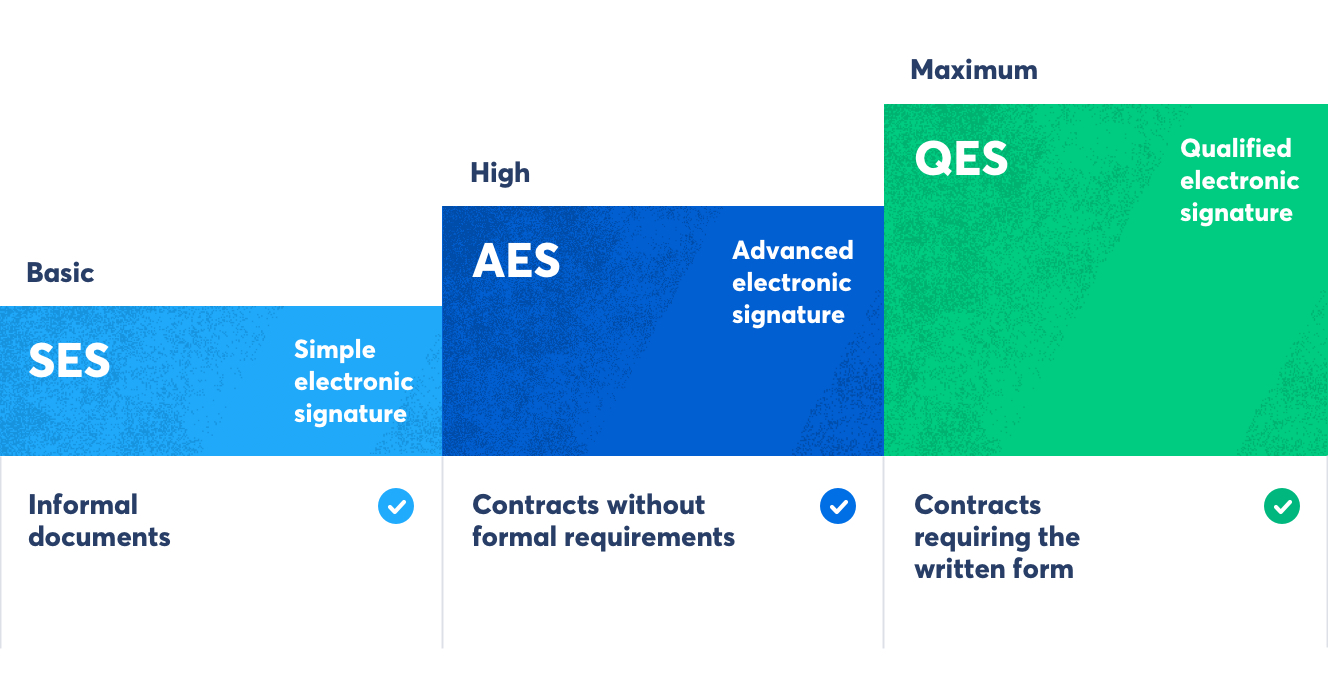 Basic
SES
Simple
electronic
signature
Informal
documents
High
AES
Advanced
electronic
signature
Contracts without
formal requirements
Maximum
QES
Qualified
electronic
signature
Contracts
requiring the
written form